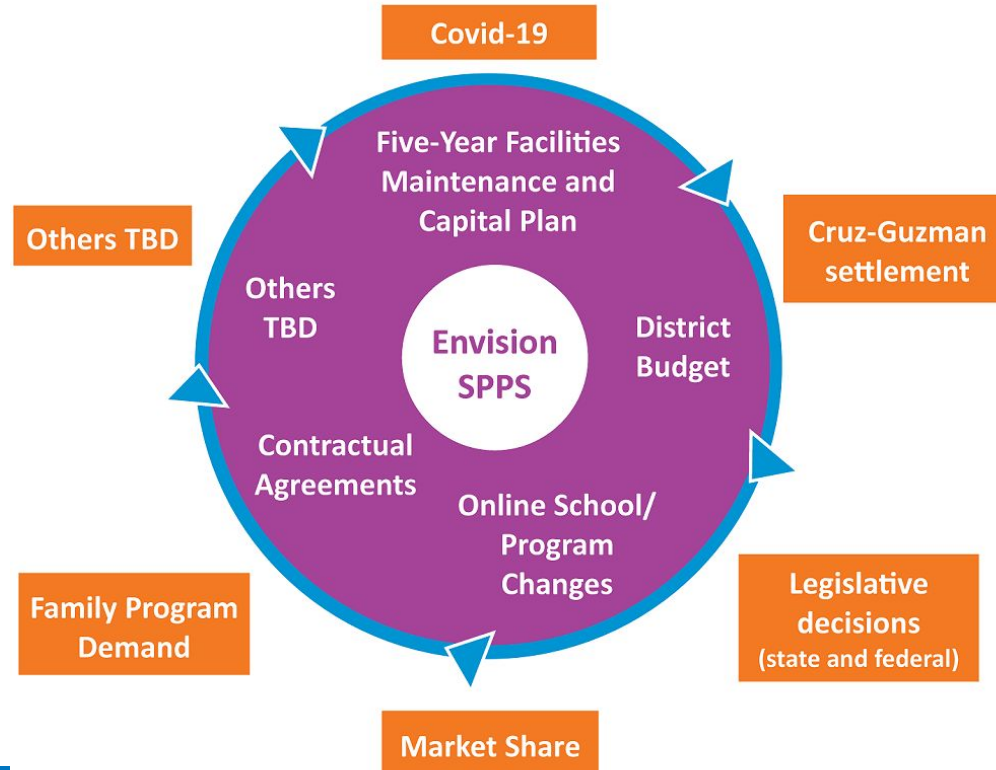 Covid-19
Five-Year Facilities
Maintenance and
Capital Plan
Others TBD
Cruz-Guzman
settlement
Others
TBD
Envision
SPPS
District
Budget
Contractual
Agreements
Online School/
Program
Changes
Family Program
Demand
Legislative
decisions
(state and federal)
Market Share